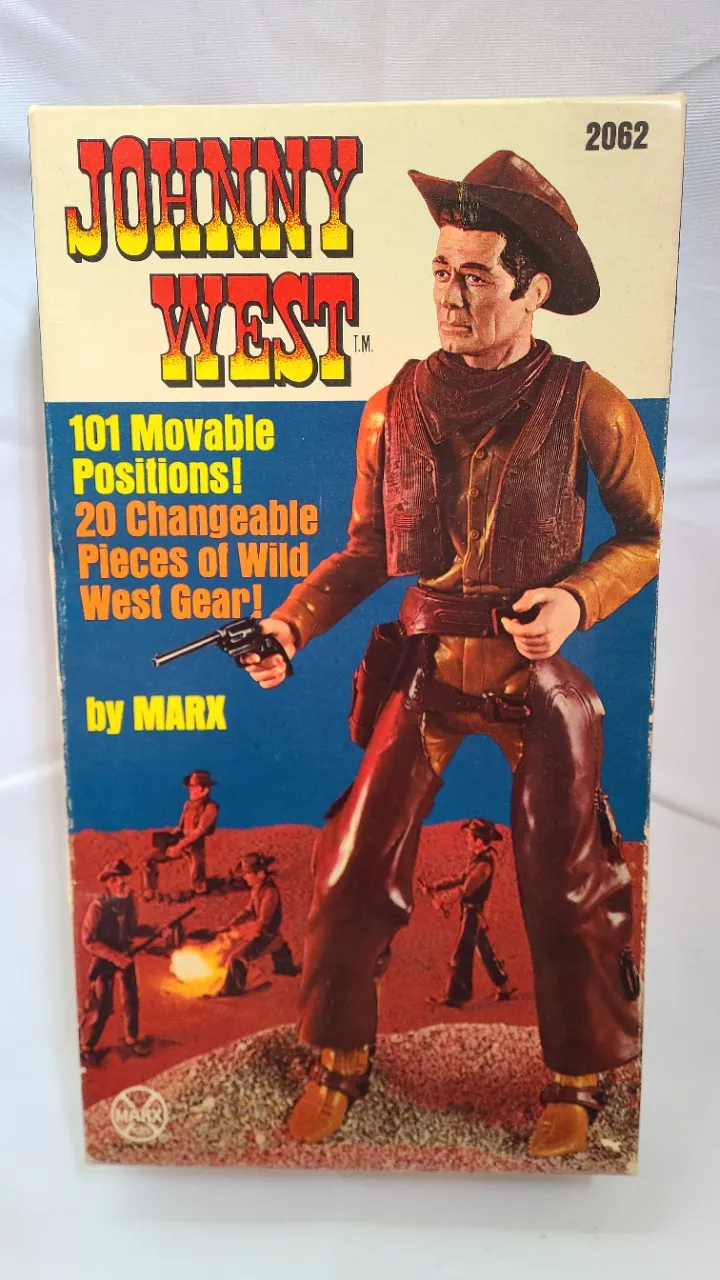 2062
JOHNNY
WEST T.M.
101 Movable
Positions!
20 Changeable
Pieces of Wild
West Gear!
by MARX
MARX